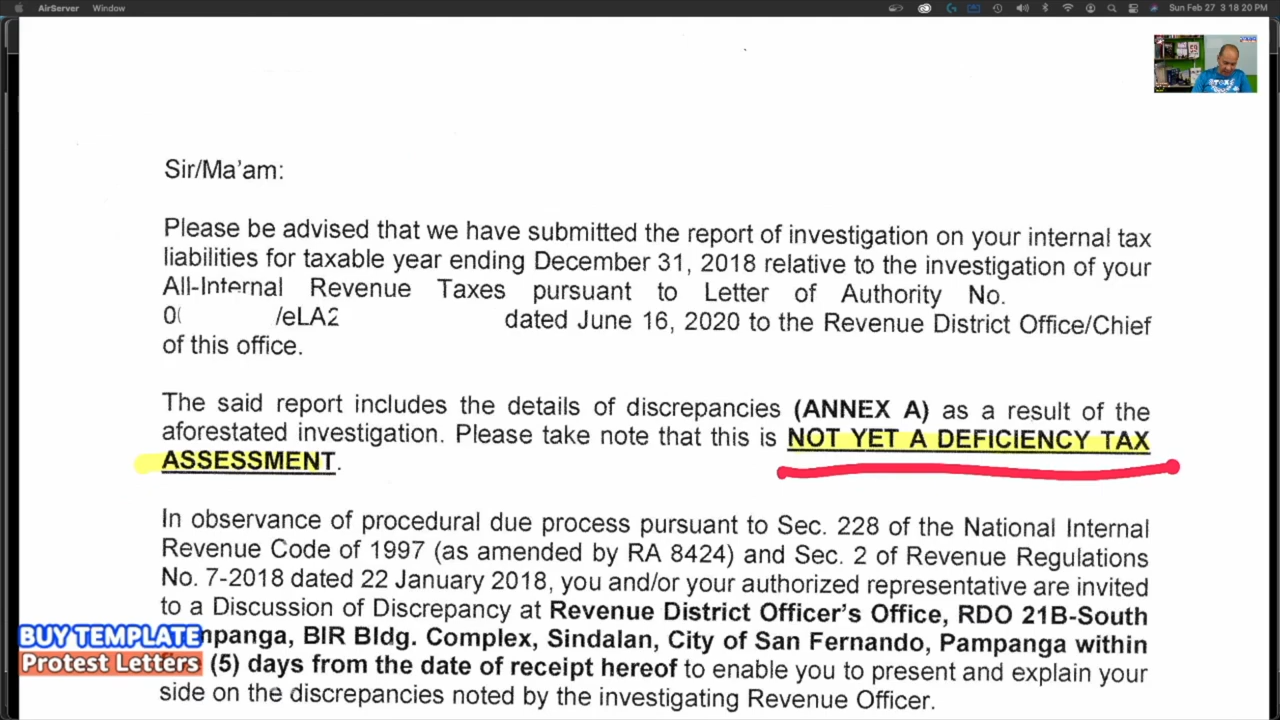 AirServer Window Sun Feb 27 3 18 20 PM
Sir/Ma'am:
Please be advised that we have submitted the report of investigation on your internal tax
liabilities for taxable year ending December 31, 2018 relative to the investigation of your
All-Internal Revenue Taxes pursuant to Letter of Authority No.
0( /eLA2 dated June 16, 2020 to the Revenue District Office/Chief
of this office.
The said report includes the details of discrepancies (ANNEX A) as a result of the
aforestated investigation. Please take note that this is NOT YET A DEFICIENCY TAX
ASSESSMENT.
In observance of procedural due process pursuant to Sec. 228 of the National Internal
Revenue Code of 1997 (as amended by RA 8424) and Sec. 2 of Revenue Regulations
No. 7-2018 dated 22 January 2018, you and/or your authorized representative are invited
to a Discussion of Discrepancy at Revenue District Officer's Office, RDO 21B-South
mpanga, BIR Bldg. Complex, Sindalan, City of San Fernando, Pampanga within
(5) days from the date of receipt hereof to enable you to present and explain your
side on the discrepancies noted by the investigating Revenue Officer.
BUY TEMPLATE
Protest Letters